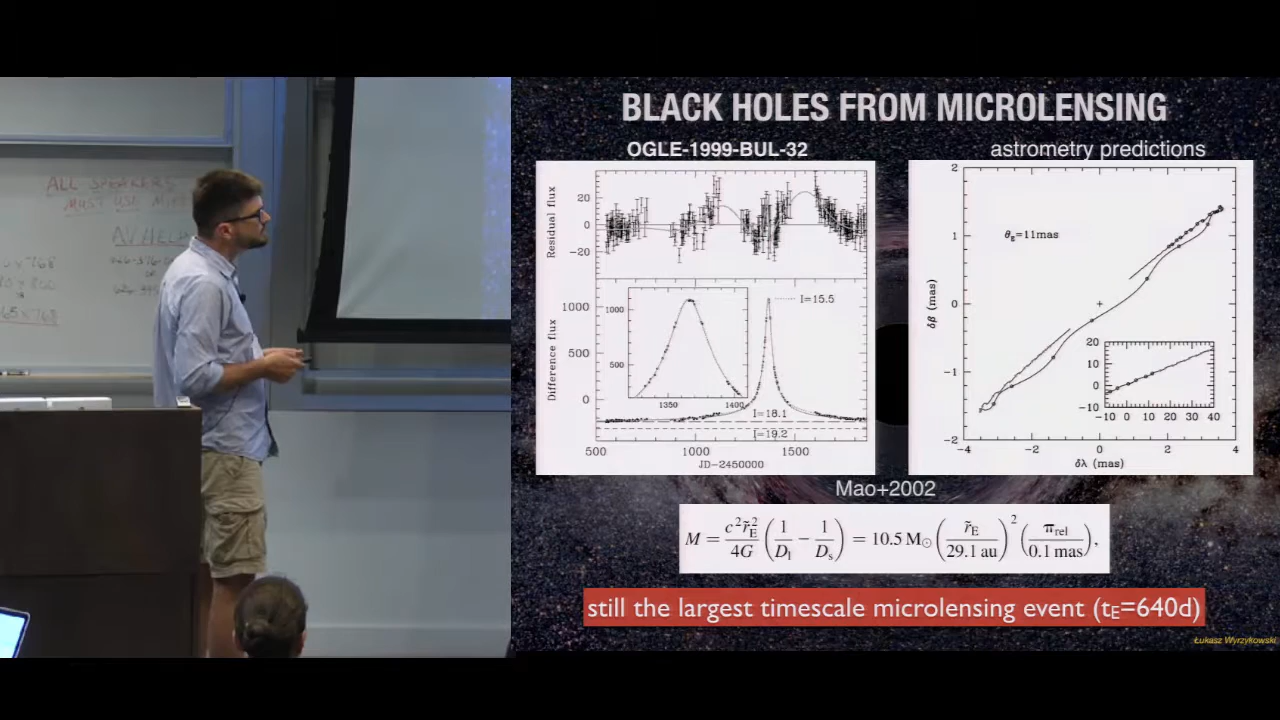 ALL SPEAKERS
MUST USE MI
AV HELP
BLACK HOLES FROM MICROLENSING
OGLE-1999-BUL-32
astrometry predictions
Residual flux
20
0
−20
Difference flux
1000
500
0
1000
500
1350
1400
I=15.5
I=18.1
I=19.2
500
1000
1500
JD−2450000
δβ (mas)
2
1
0
−1
−2
θE=11mas
20
10
0
−10
−10 0 10 20 30 40
−4 −2 0 2 4
δλ (mas)
Mao+2002
M = c²r̃E²/4G (1/Dl − 1/Ds) = 10.5 M⊙ (r̃E/29.1 au)² (πrel/0.1 mas),
still the largest timescale microlensing event (tE=640d)
Łukasz Wyrzykowski